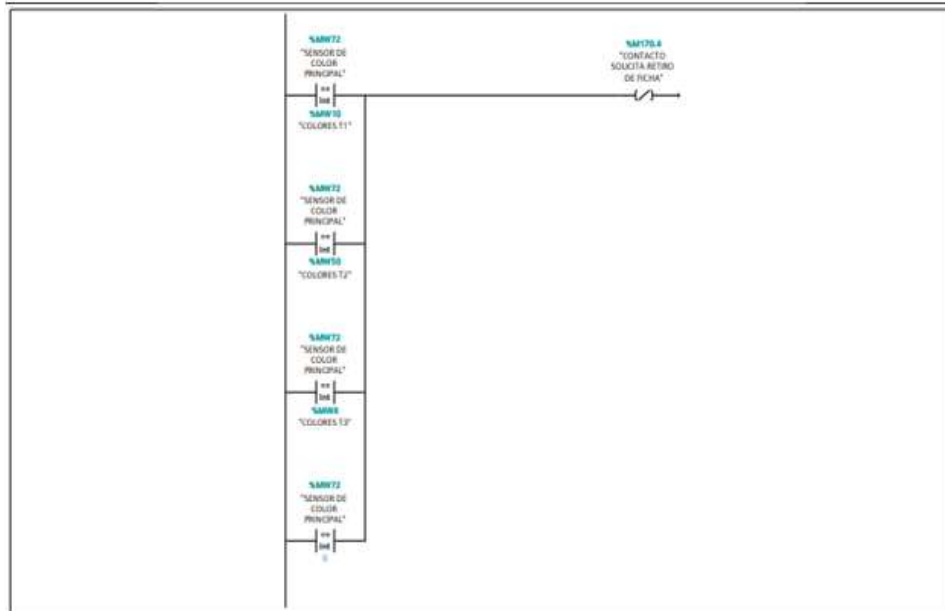 %MW72
"SENSOR DE
COLOR
PRINCIPAL"
==
Int
%MW10
"COLORES T1"
%M170.4
"CONTACTO
SOLICITA RETIRO
DE FICHA"
%MW72
"SENSOR DE
COLOR
PRINCIPAL"
==
Int
%MW50
"COLORES T2"
%MW72
"SENSOR DE
COLOR
PRINCIPAL"
==
Int
"COLORES T3"
%MW72
"SENSOR DE
COLOR
PRINCIPAL"
==
Int